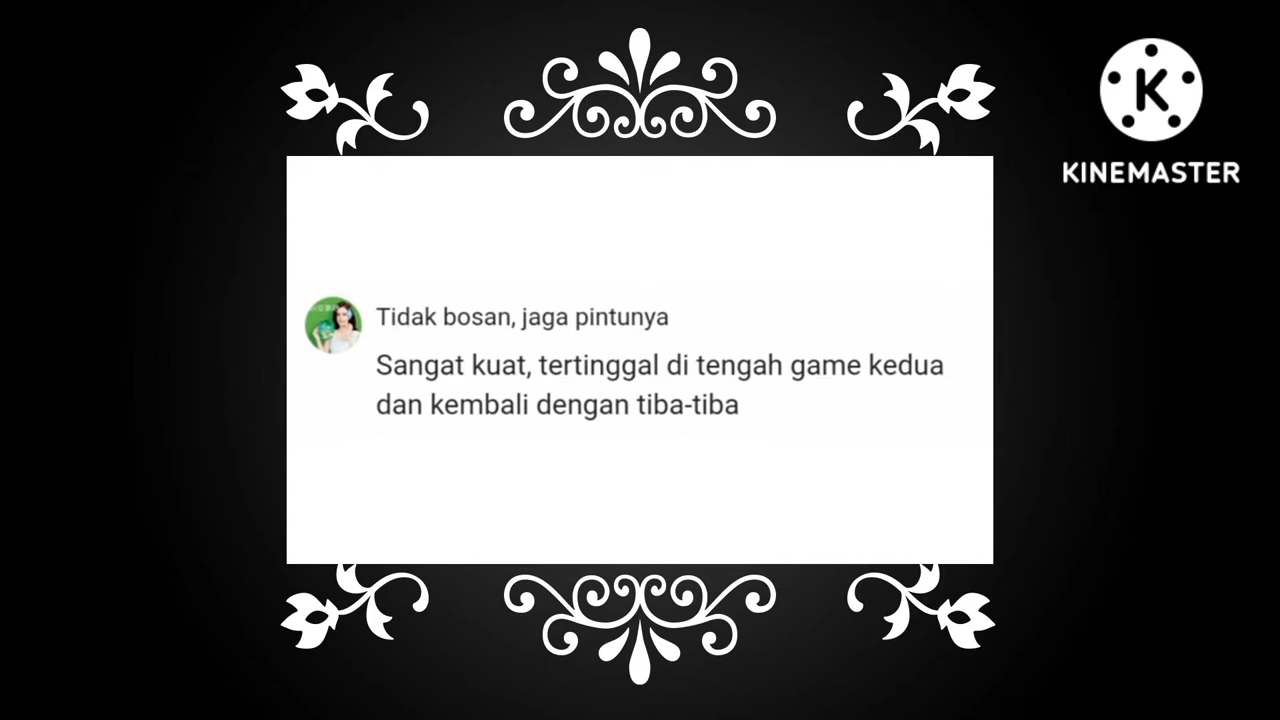 K
KINEMASTER
Tidak bosan, jaga pintunya
Sangat kuat, tertinggal di tengah game kedua
dan kembali dengan tiba-tiba